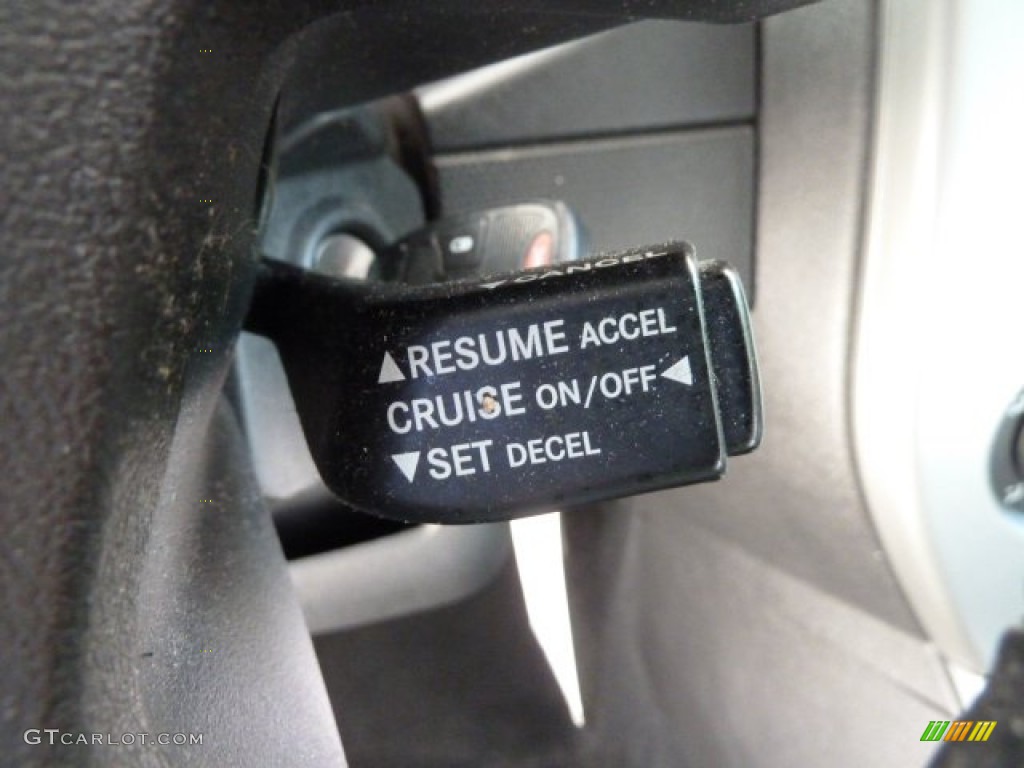 ◀ CANCEL
▲RESUME ACCEL
CRUISE ON/OFF◀
▼SET DECEL
GTCARLOT.COM